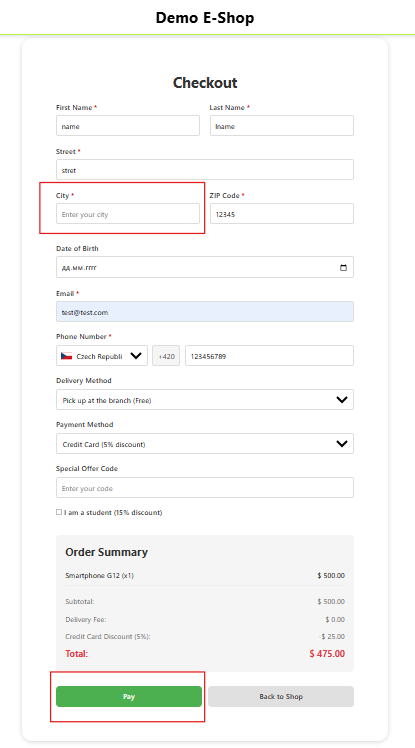 Demo E-Shop
Checkout
First Name * Last Name *
name lname
Street *
stret
City * ZIP Code *
Enter your city 12345
Date of Birth
дд.мм.гггг
Email *
test@test.com
Phone Number *
Czech Republi +420 123456789
Delivery Method
Pick up at the branch (Free)
Payment Method
Credit Card (5% discount)
Special Offer Code
Enter your code
I am a student (15% discount)
Order Summary
Smartphone G12 (x1) $ 500.00
Subtotal: $ 500.00
Delivery Fee: $ 0.00
Credit Card Discount (5%): -$ 25.00
Total: $ 475.00
Pay Back to Shop